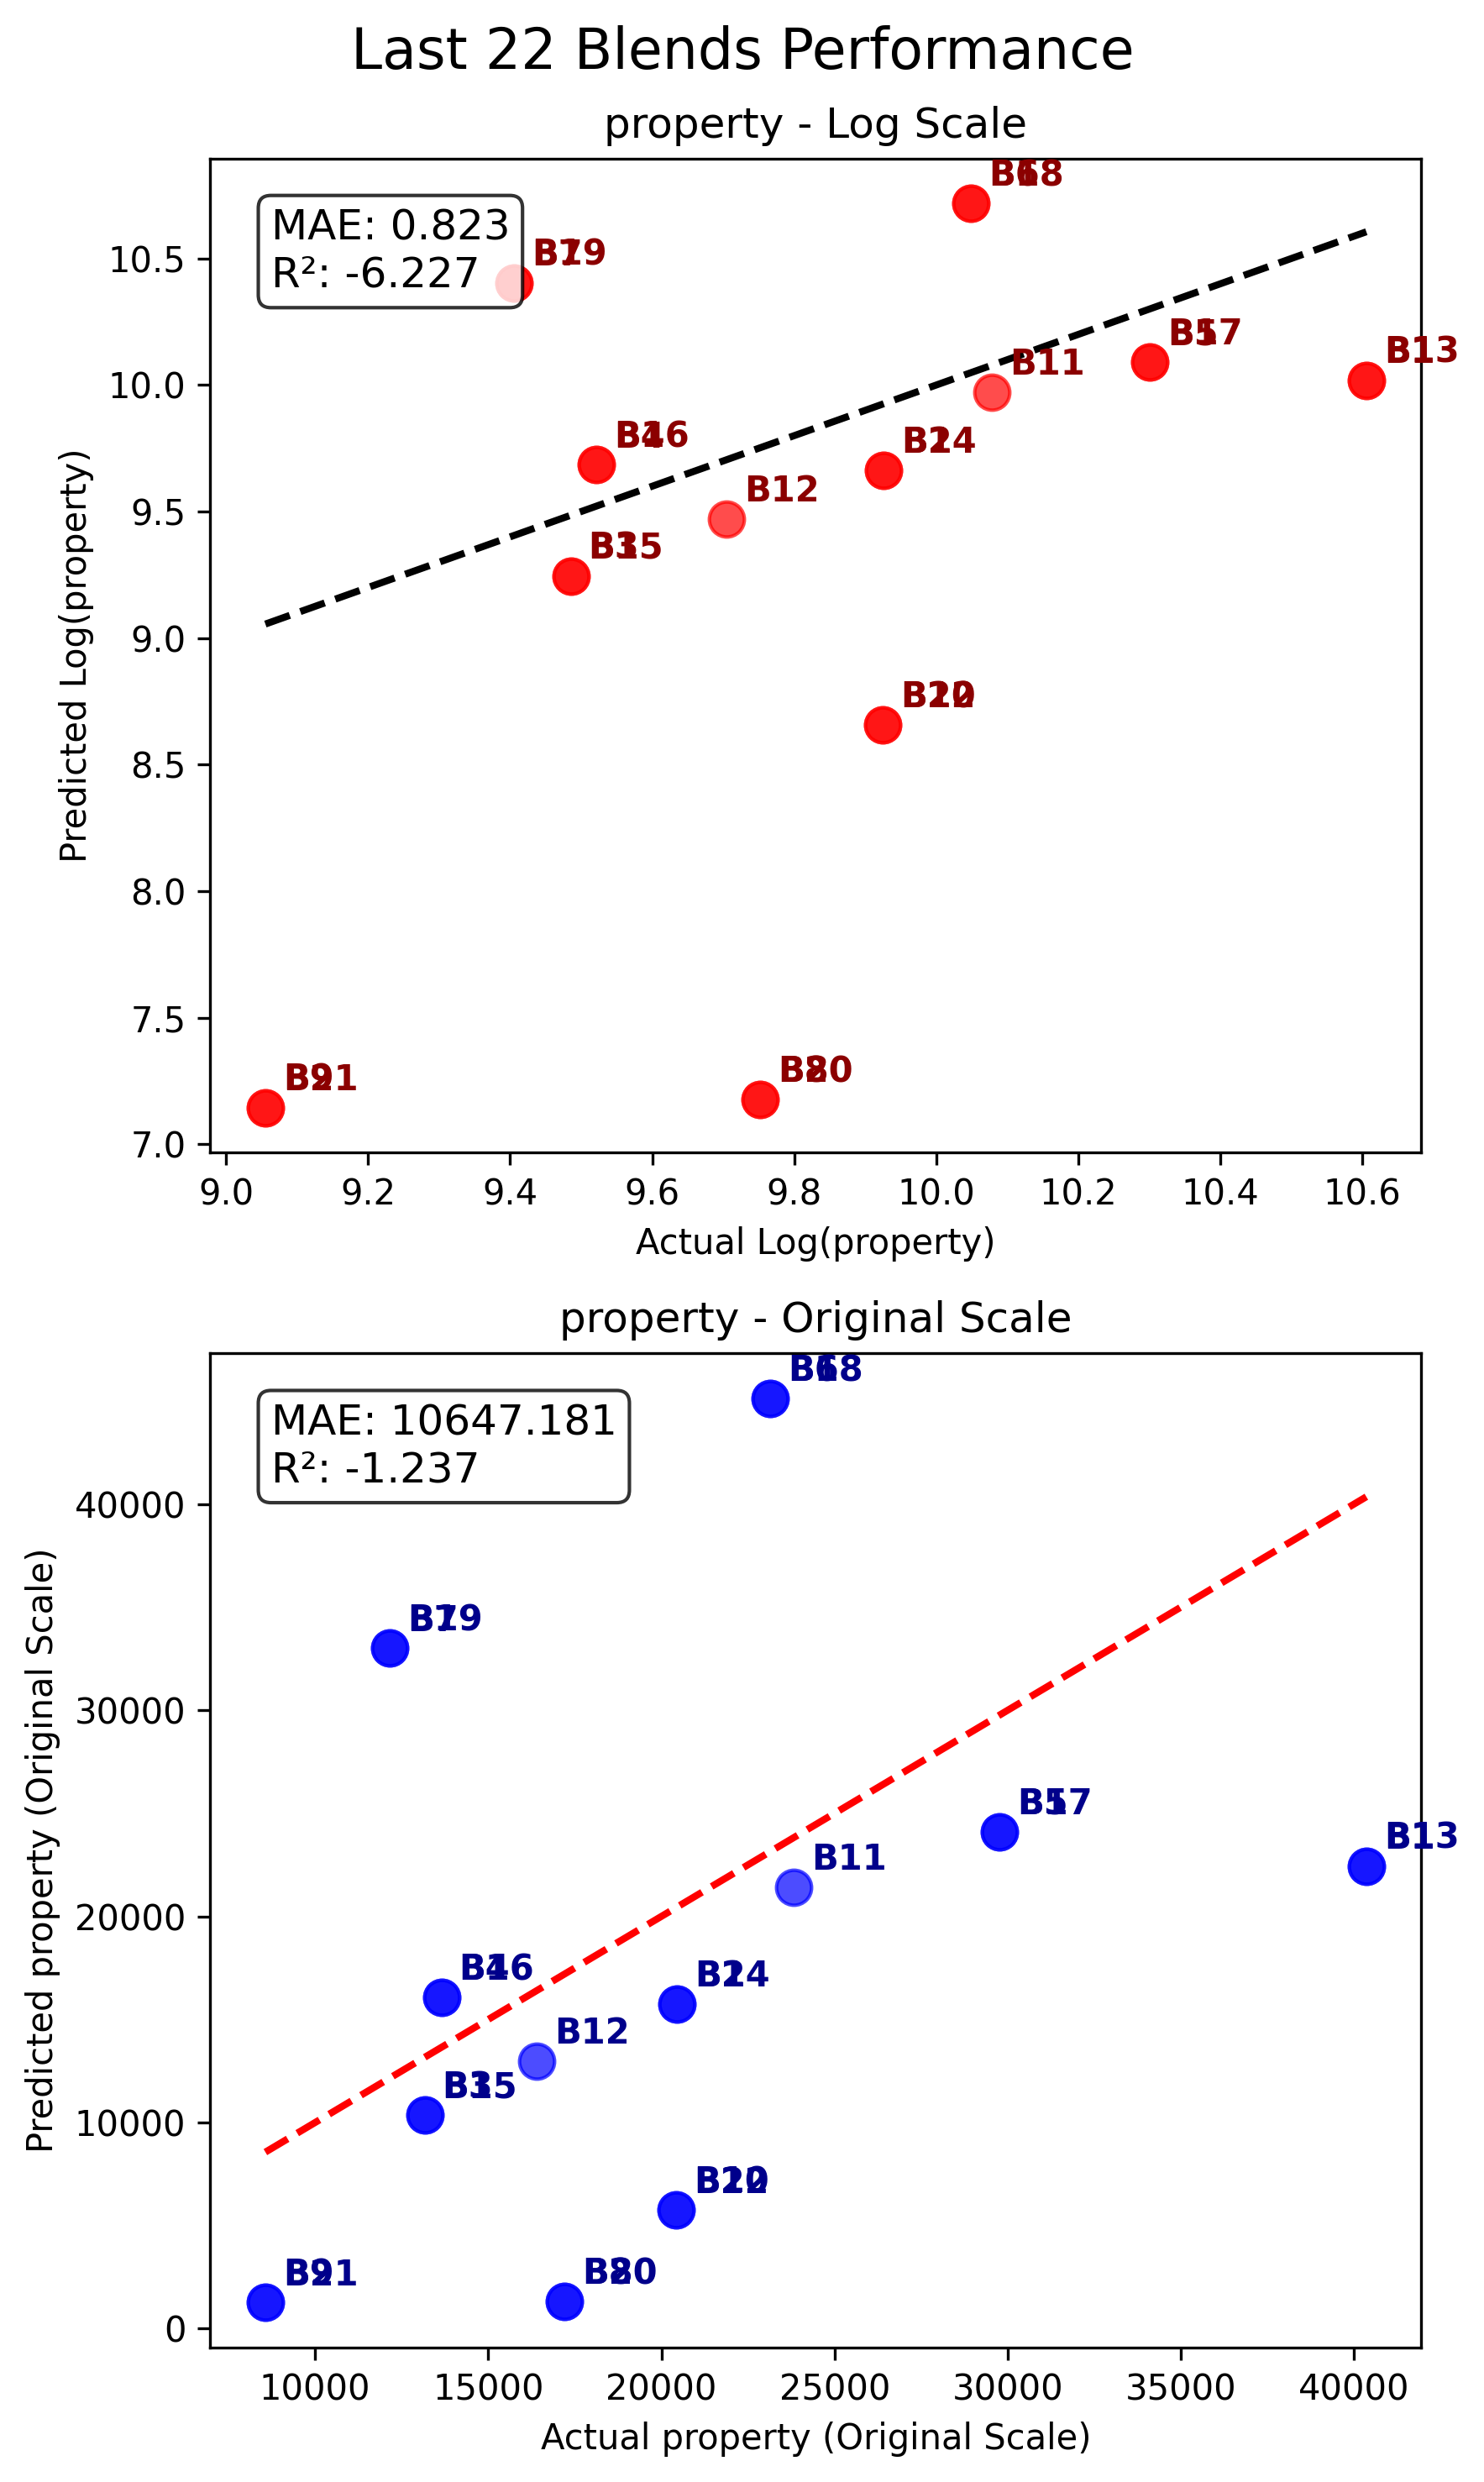 Last 22 Blends Performance
property - Log Scale
MAE: 0.823
R²: -6.227
B11
B13
B12
10.5
10.0
9.5
9.0
8.5
8.0
7.5
7.0
Predicted Log(property)
9.0 9.2 9.4 9.6 9.8 10.0 10.2 10.4 10.6
Actual Log(property)
property - Original Scale
MAE: 10647.181
R²: -1.237
B13
B11
B12
40000
30000
20000
10000
0
Predicted property (Original Scale)
10000 15000 20000 25000 30000 35000 40000
Actual property (Original Scale)